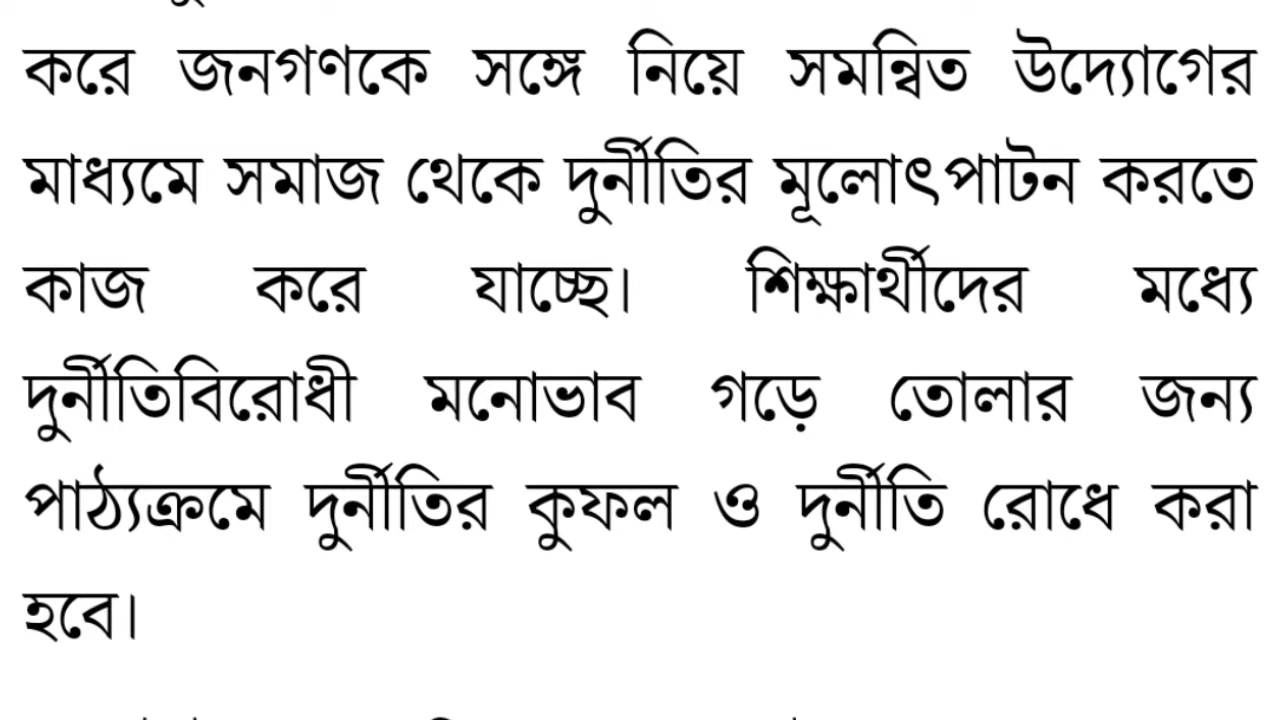 করে জনগণকে সঙ্গে নিয়ে সমন্বিত উদ্যোগের
মাধ্যমে সমাজ থেকে দুর্নীতির মূলোৎপাটন করতে
কাজ করে যাচ্ছে। শিক্ষার্থীদের মধ্যে
দুর্নীতিবিরোধী মনোভাব গড়ে তোলার জন্য
পাঠ্যক্রমে দুর্নীতির কুফল ও দুর্নীতি রোধে করা
হবে।